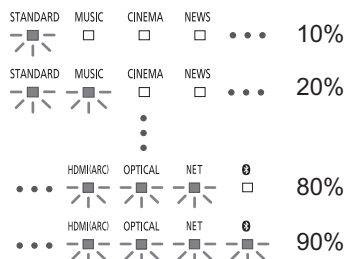 STANDARD MUSIC CINEMA NEWS
10%
STANDARD MUSIC CINEMA NEWS
20%
HDMI(ARC) OPTICAL NET
80%
HDMI(ARC) OPTICAL NET
90%